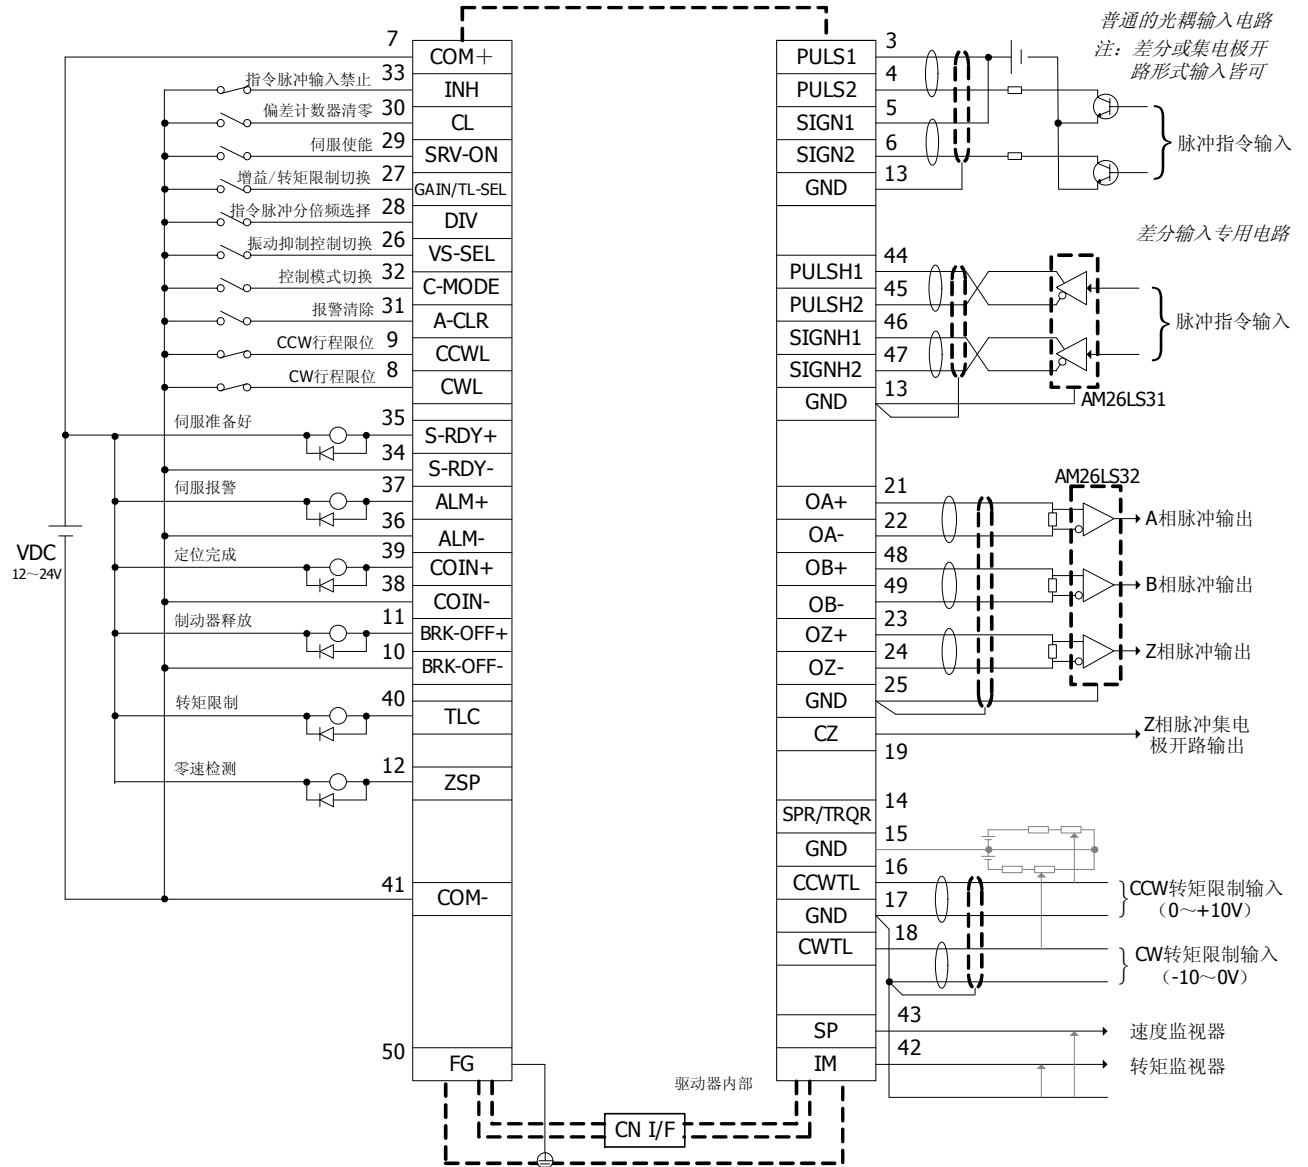 7
COM+
指令脉冲输入禁止 33
INH
偏差计数器清零 30
CL
伺服使能 29
SRV-ON
增益/转矩限制切换 27
GAIN/TL-SEL
指令脉冲分倍频选择 28
DIV
振动抑制控制切换 26
VS-SEL
控制模式切换 32
C-MODE
报警清除 31
A-CLR
CCW行程限位 9
CCWL
CW行程限位 8
CWL
伺服准备好 35
S-RDY+
34
S-RDY-
伺服报警 37
ALM+
36
ALM-
定位完成 39
COIN+
38
COIN-
制动器释放 11
BRK-OFF+
10
BRK-OFF-
转矩限制 40
TLC
零速检测 12
ZSP
VDC
12～24V
41
COM-
50
FG
驱动器内部
CN I/F
普通的光耦输入电路
注：差分或集电极开
路形式输入皆可
3
PULS1
4
PULS2
5
SIGN1
6
SIGN2
13
GND
脉冲指令输入
差分输入专用电路
44
PULSH1
45
PULSH2
46
SIGNH1
47
SIGNH2
13
GND
脉冲指令输入
AM26LS31
AM26LS32
21
OA+
22
OA-
A相脉冲输出
48
OB+
49
OB-
B相脉冲输出
23
OZ+
24
OZ-
Z相脉冲输出
25
GND
CZ
19
Z相脉冲集电
极开路输出
14
SPR/TRQR
15
GND
16
CCWTL
17
GND
CCW转矩限制输入
（0～+10V）
18
CWTL
CW转矩限制输入
（-10～0V）
43
SP
速度监视器
42
IM
转矩监视器